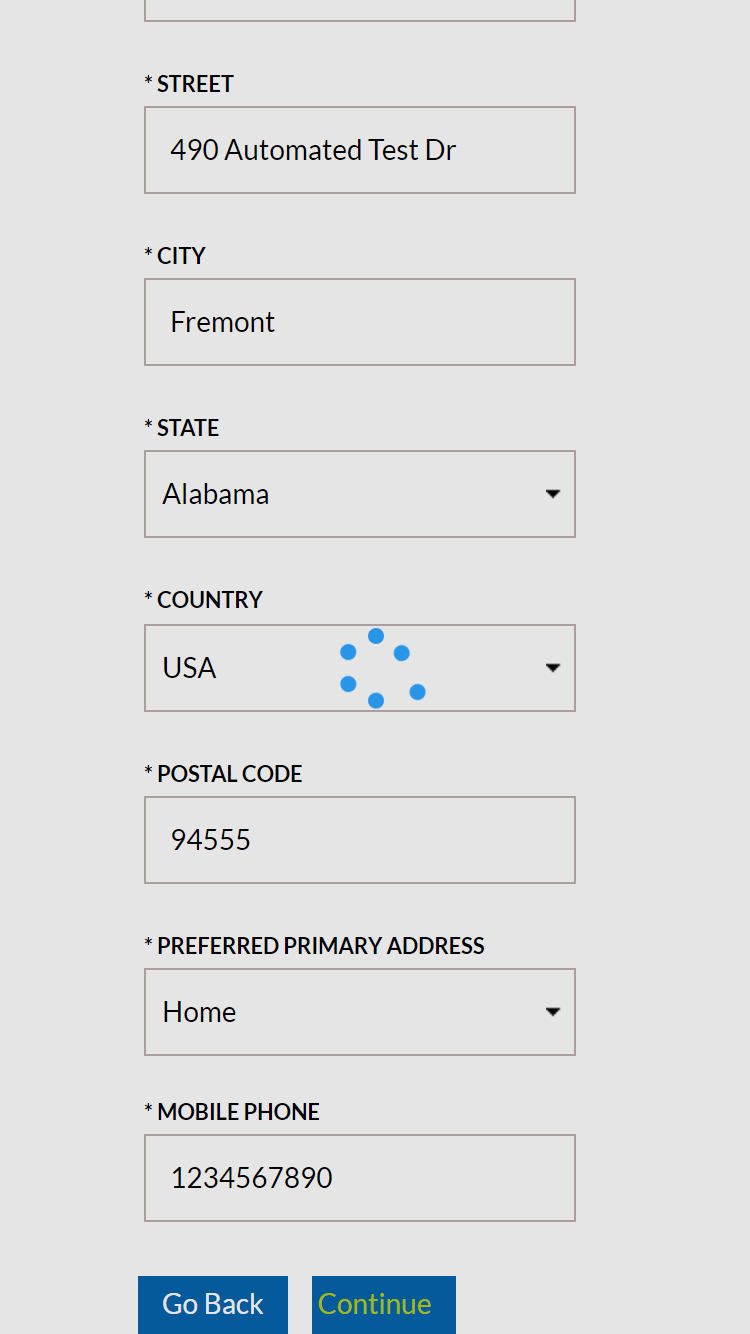 * STREET
490 Automated Test Dr
* CITY
Fremont
* STATE
Alabama
* COUNTRY
USA
* POSTAL CODE
94555
* PREFERRED PRIMARY ADDRESS
Home
* MOBILE PHONE
1234567890
Go Back Continue